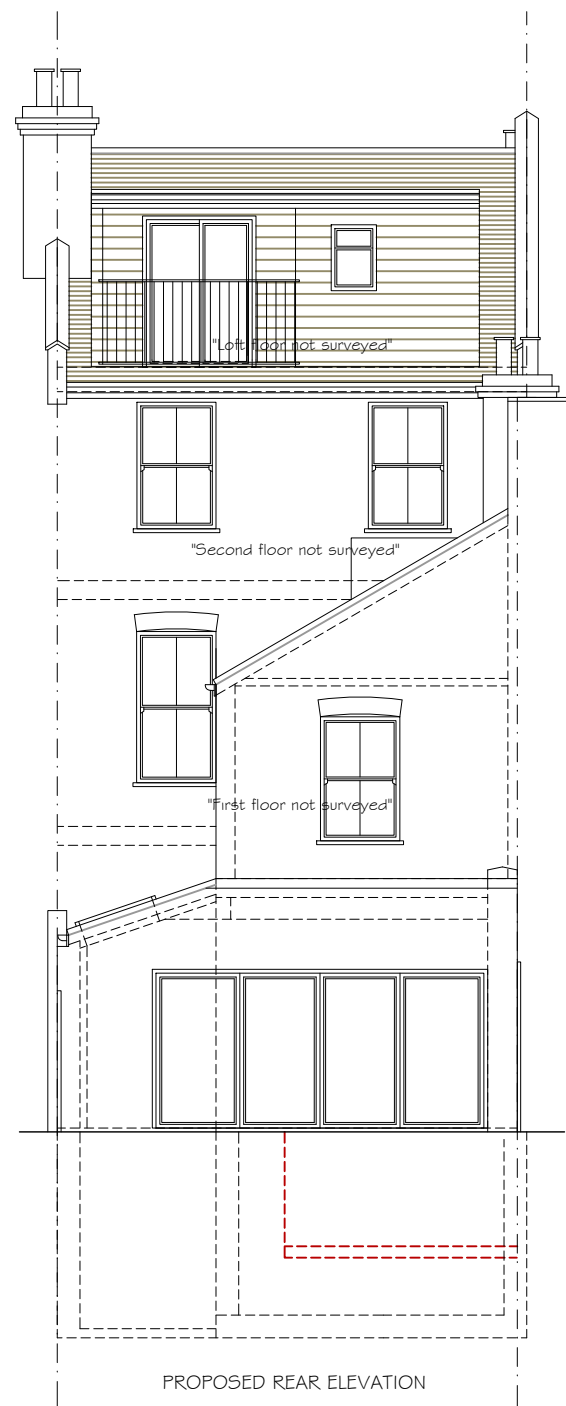 "Loft floor not surveyed"
"Second floor not surveyed"
"First floor not surveyed"
PROPOSED REAR ELEVATION